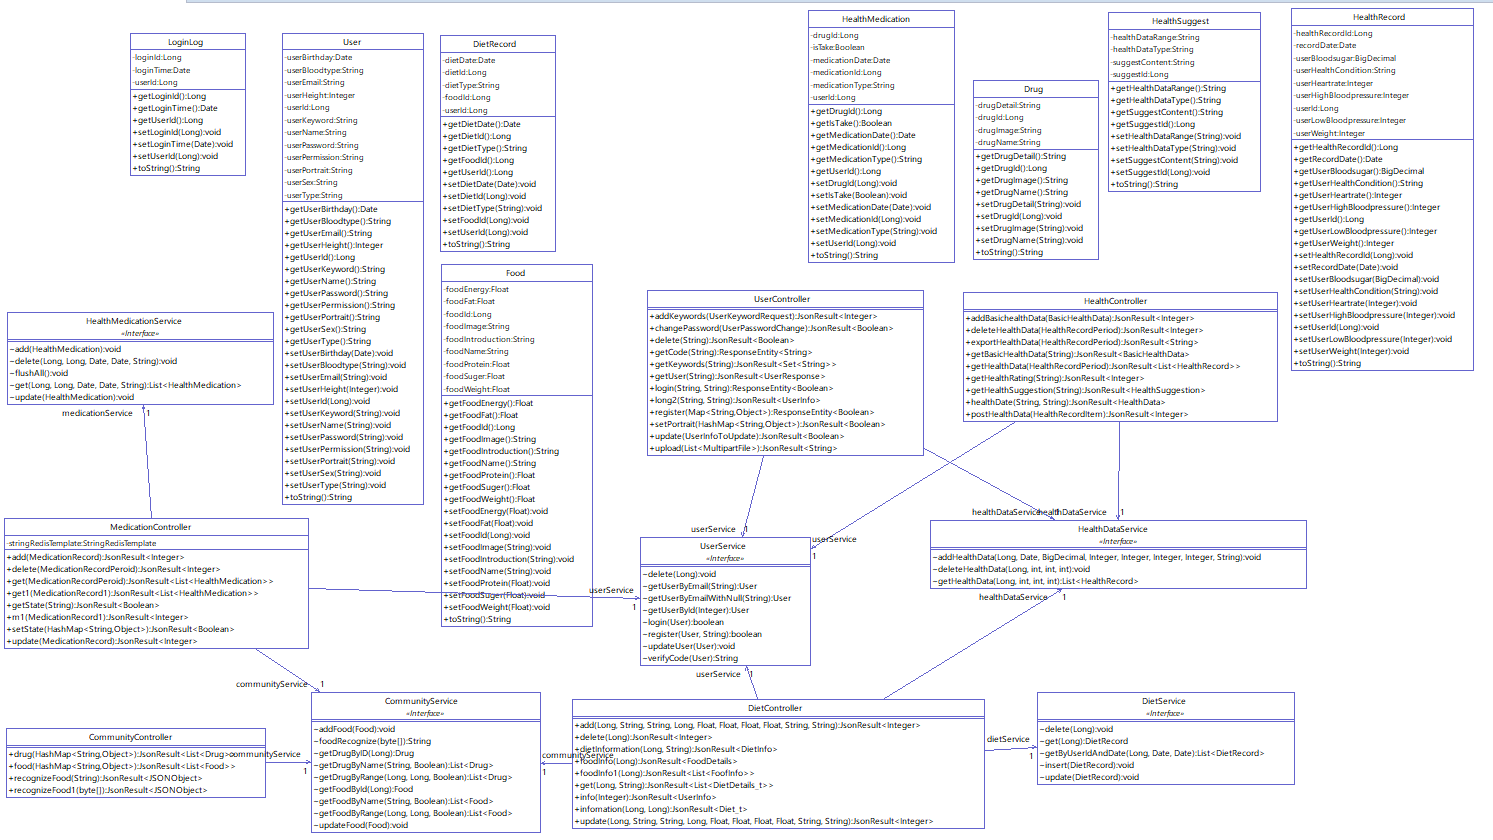 LoginLog
-loginId:Long
-loginTime:Date
-userId:Long
+getLoginId():Long
+getLoginTime():Date
+getUserId():Long
+setLoginId(Long):void
+setLoginTime(Date):void
+setUserId(Long):void
+toString():String
User
-userBirthday:Date
-userBloodtype:String
-userEmail:String
-userHeight:Integer
-userId:Long
-userKeyword:String
-userName:String
-userPassword:String
-userPermission:String
-userPortrait:String
-userSex:String
-userType:String
+getUserBirthday():Date
+getUserBloodtype():String
+getUserEmail():String
+getUserHeight():Integer
+getUserId():Long
+getUserKeyword():String
+getUserName():String
+getUserPassword():String
+getUserPermission():String
+getUserPortrait():String
+getUserSex():String
+getUserType():String
+setUserBirthday(Date):void
+setUserBloodtype(String):void
+setUserEmail(String):void
+setUserHeight(Integer):void
+setUserId(Long):void
+setUserKeyword(String):void
+setUserName(String):void
+setUserPassword(String):void
+setUserPermission(String):void
+setUserPortrait(String):void
+setUserSex(String):void
+setUserType(String):void
+toString():String
DietRecord
-dietDate:Date
-dietId:Long
-dietType:String
-foodId:Long
-userId:Long
+getDietDate():Date
+getDietId():Long
+getDietType():String
+getFoodId():Long
+getUserId():Long
+setDietDate(Date):void
+setDietId(Long):void
+setDietType(String):void
+setFoodId(Long):void
+setUserId(Long):void
+toString():String
HealthMedication
-drugId:Long
-isTake:Boolean
-medicationDate:Date
-medicationId:Long
-medicationType:String
-userId:Long
+getDrugId():Long
+getIsTake():Boolean
+getMedicationDate():Date
+getMedicationId():Long
+getMedicationType():String
+getUserId():Long
+setDrugId(Long):void
+setIsTake(Boolean):void
+setMedicationDate(Date):void
+setMedicationId(Long):void
+setMedicationType(String):void
+setUserId(Long):void
+toString():String
Drug
-drugDetail:String
-drugId:Long
-drugImage:String
-drugName:String
+getDrugDetail():String
+getDrugId():Long
+getDrugImage():String
+getDrugName():String
+setDrugDetail(String):void
+setDrugId(Long):void
+setDrugImage(String):void
+setDrugName(String):void
+toString():String
HealthSuggest
-healthDataRange:String
-healthDataType:String
-suggestContent:String
-suggestId:Long
+getHealthDataRange():String
+getHealthDataType():String
+getSuggestContent():String
+getSuggestId():Long
+setHealthDataRange(String):void
+setHealthDataType(String):void
+setSuggestContent(String):void
+setSuggestId(Long):void
+toString():String
HealthRecord
-healthRecordId:Long
-recordDate:Date
-userBloodsugar:BigDecimal
-userHealthCondition:String
-userHeartrate:Integer
-userHighBloodpressure:Integer
-userId:Long
-userLowBloodpressure:Integer
-userWeight:Integer
+getHealthRecordId():Long
+getRecordDate():Date
+getUserBloodsugar():BigDecimal
+getUserHealthCondition():String
+getUserHeartrate():Integer
+getUserHighBloodpressure():Integer
+getUserId():Long
+getUserLowBloodpressure():Integer
+getUserWeight():Integer
+setHealthRecordId(Long):void
+setRecordDate(Date):void
+setUserBloodsugar(BigDecimal):void
+setUserHealthCondition(String):void
+setUserHeartrate(Integer):void
+setUserHighBloodpressure(Integer):void
+setUserId(Long):void
+setUserLowBloodpressure(Integer):void
+setUserWeight(Integer):void
+toString():String
Food
-foodEnergy:Float
-foodFat:Float
-foodId:Long
-foodImage:String
-foodIntroduction:String
-foodName:String
-foodProtein:Float
-foodSuger:Float
-foodWeight:Float
+getFoodEnergy():Float
+getFoodFat():Float
+getFoodId():Long
+getFoodImage():String
+getFoodIntroduction():String
+getFoodName():String
+getFoodProtein():Float
+getFoodSuger():Float
+getFoodWeight():Float
+setFoodEnergy(Float):void
+setFoodFat(Float):void
+setFoodId(Long):void
+setFoodImage(String):void
+setFoodIntroduction(String):void
+setFoodName(String):void
+setFoodProtein(Float):void
+setFoodSuger(Float):void
+setFoodWeight(Float):void
+toString():String
HealthMedicationService
«Interface»
~add(HealthMedication):void
~delete(Long, Long, Date, Date, String):void
~flushAll():void
~get(Long, Long, Date, Date, String):List<HealthMedication>
~update(HealthMedication):void
medicationService 1
UserController
+addKeywords(UserKeywordRequest):JsonResult<Integer>
+changePassword(UserPasswordChange):JsonResult<Boolean>
+delete(String):JsonResult<Boolean>
+getCode(String):ResponseEntity<String>
+getKeywords(String):JsonResult<Set<String>>
+getUser(String):JsonResult<UserResponse>
+login(String, String):ResponseEntity<Boolean>
+long2(String, String):JsonResult<UserInfo>
+register(Map<String,Object>):ResponseEntity<Boolean>
+setPortrait(HashMap<String,Object>):JsonResult<Boolean>
+update(UserInfoToUpdate):JsonResult<Boolean>
+upload(List<MultipartFile>):JsonResult<String>
HealthController
+addBasichealthData(BasicHealthData):JsonResult<Integer>
+deleteHealthData(HealthRecordPeriod):JsonResult<Integer>
+exportHealthData(HealthRecordPeriod):JsonResult<String>
+getBasicHealthData(String):JsonResult<BasicHealthData>
+getHealthData(HealthRecordPeriod):JsonResult<List<HealthRecord>>
+getHealthRating(String):JsonResult<Integer>
+getHealthSuggestion(String):JsonResult<HealthSuggestion>
+healthDate(String, String):JsonResult<HealthData>
+postHealthData(HealthRecordItem):JsonResult<Integer>
healthDataService healthDataService 1
userService 1
userService
1
MedicationController
-stringRedisTemplate:StringRedisTemplate
+add(MedicationRecord):JsonResult<Integer>
+delete(MedicationRecordPeroid):JsonResult<Integer>
+get(MedicationRecordPeroid):JsonResult<List<HealthMedication>>
+get1(MedicationRecord1):JsonResult<List<HealthMedication>>
+getState(String):JsonResult<Boolean>
+m1(MedicationRecord1):JsonResult<Integer>
+setState(HashMap<String,Object>):JsonResult<Boolean>
+update(MedicationRecord):JsonResult<Integer>
userService
1
UserService
«Interface»
~delete(Long):void
~getUserByEmail(String):User
~getUserByEmailWithNull(String):User
~getUserById(Integer):User
~login(User):boolean
~register(User, String):boolean
~updateUser(User):void
~verifyCode(User):String
userService 1
HealthDataService
«Interface»
~addHealthData(Long, Date, BigDecimal, Integer, Integer, Integer, Integer, String):void
~deleteHealthData(Long, int, int, int):void
~getHealthData(Long, int, int, int):List<HealthRecord>
healthDataService 1
communityService 1
CommunityController
+drug(HashMap<String,Object>):JsonResult<List<Drug>>
+food(HashMap<String,Object>):JsonResult<List<Food>>
+recognizeFood(String):JsonResult<JSONObject>
+recognizeFood1(byte[]):JsonResult<JSONObject>
communityService
1
CommunityService
«Interface»
~addFood(Food):void
~foodRecognize(byte[]):String
~getDrugByID(Long):Drug
~getDrugByName(String, Boolean):List<Drug>
~getDrugByRange(Long, Long, Boolean):List<Drug>
~getFoodById(Long):Food
~getFoodByName(String, Boolean):List<Food>
~getFoodByRange(Long, Long, Boolean):List<Food>
~updateFood(Food):void
communityService
1
DietController
+add(Long, String, String, Long, Float, Float, Float, Float, String, String):JsonResult<Integer>
+delete(Long):JsonResult<Integer>
+dietInformation(Long, String):JsonResult<DietInfo>
+foodInfo(Long):JsonResult<FoodDetails>
+foodInfo1(Long):JsonResult<List<FoofInfo>>
+get(Long, String):JsonResult<List<DietDetails_t>>
+info(Integer):JsonResult<UserInfo>
+infomation(Long, Long):JsonResult<Diet_t>
+update(Long, String, String, Long, Float, Float, Float, Float, String, String):JsonResult<Integer>
dietService
1
DietService
«Interface»
~delete(Long):void
~get(Long):DietRecord
~getByUserIdAndDate(Long, Date, Date):List<DietRecord>
~insert(DietRecord):void
~update(DietRecord):void